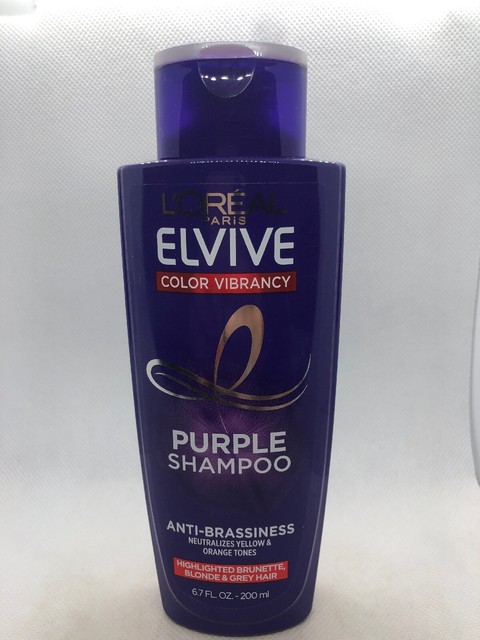 L'ORÉAL
PARIS
ELVIVE
COLOR VIBRANCY
PURPLE
SHAMPOO
ANTI-BRASSINESS
NEUTRALIZES YELLOW &
ORANGE TONES
HIGHLIGHTED BRUNETTE,
BLONDE & GREY HAIR
6.7 FL. OZ. - 200 ml